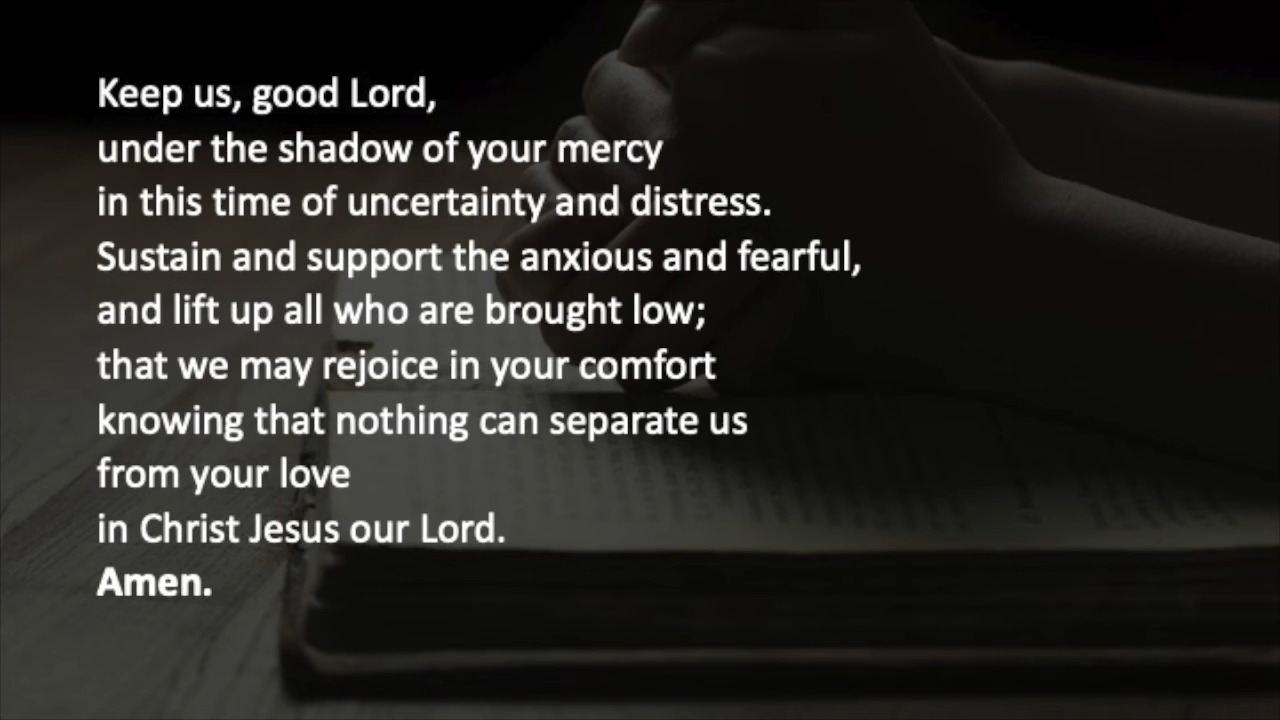 Keep us, good Lord,
under the shadow of your mercy
in this time of uncertainty and distress.
Sustain and support the anxious and fearful,
and lift up all who are brought low;
that we may rejoice in your comfort
knowing that nothing can separate us
from your love
in Christ Jesus our Lord.
Amen.